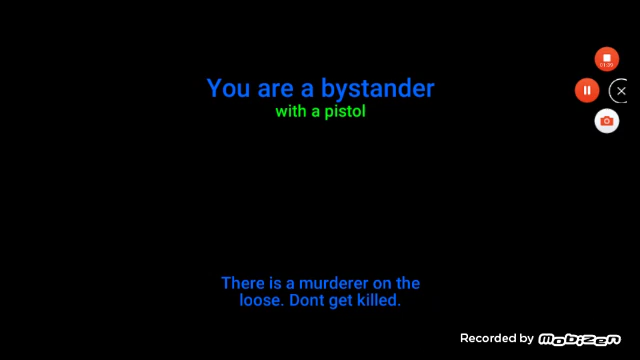 You are a bystander
with a pistol
There is a murderer on the
loose. Dont get killed.
Recorded by Mobizen